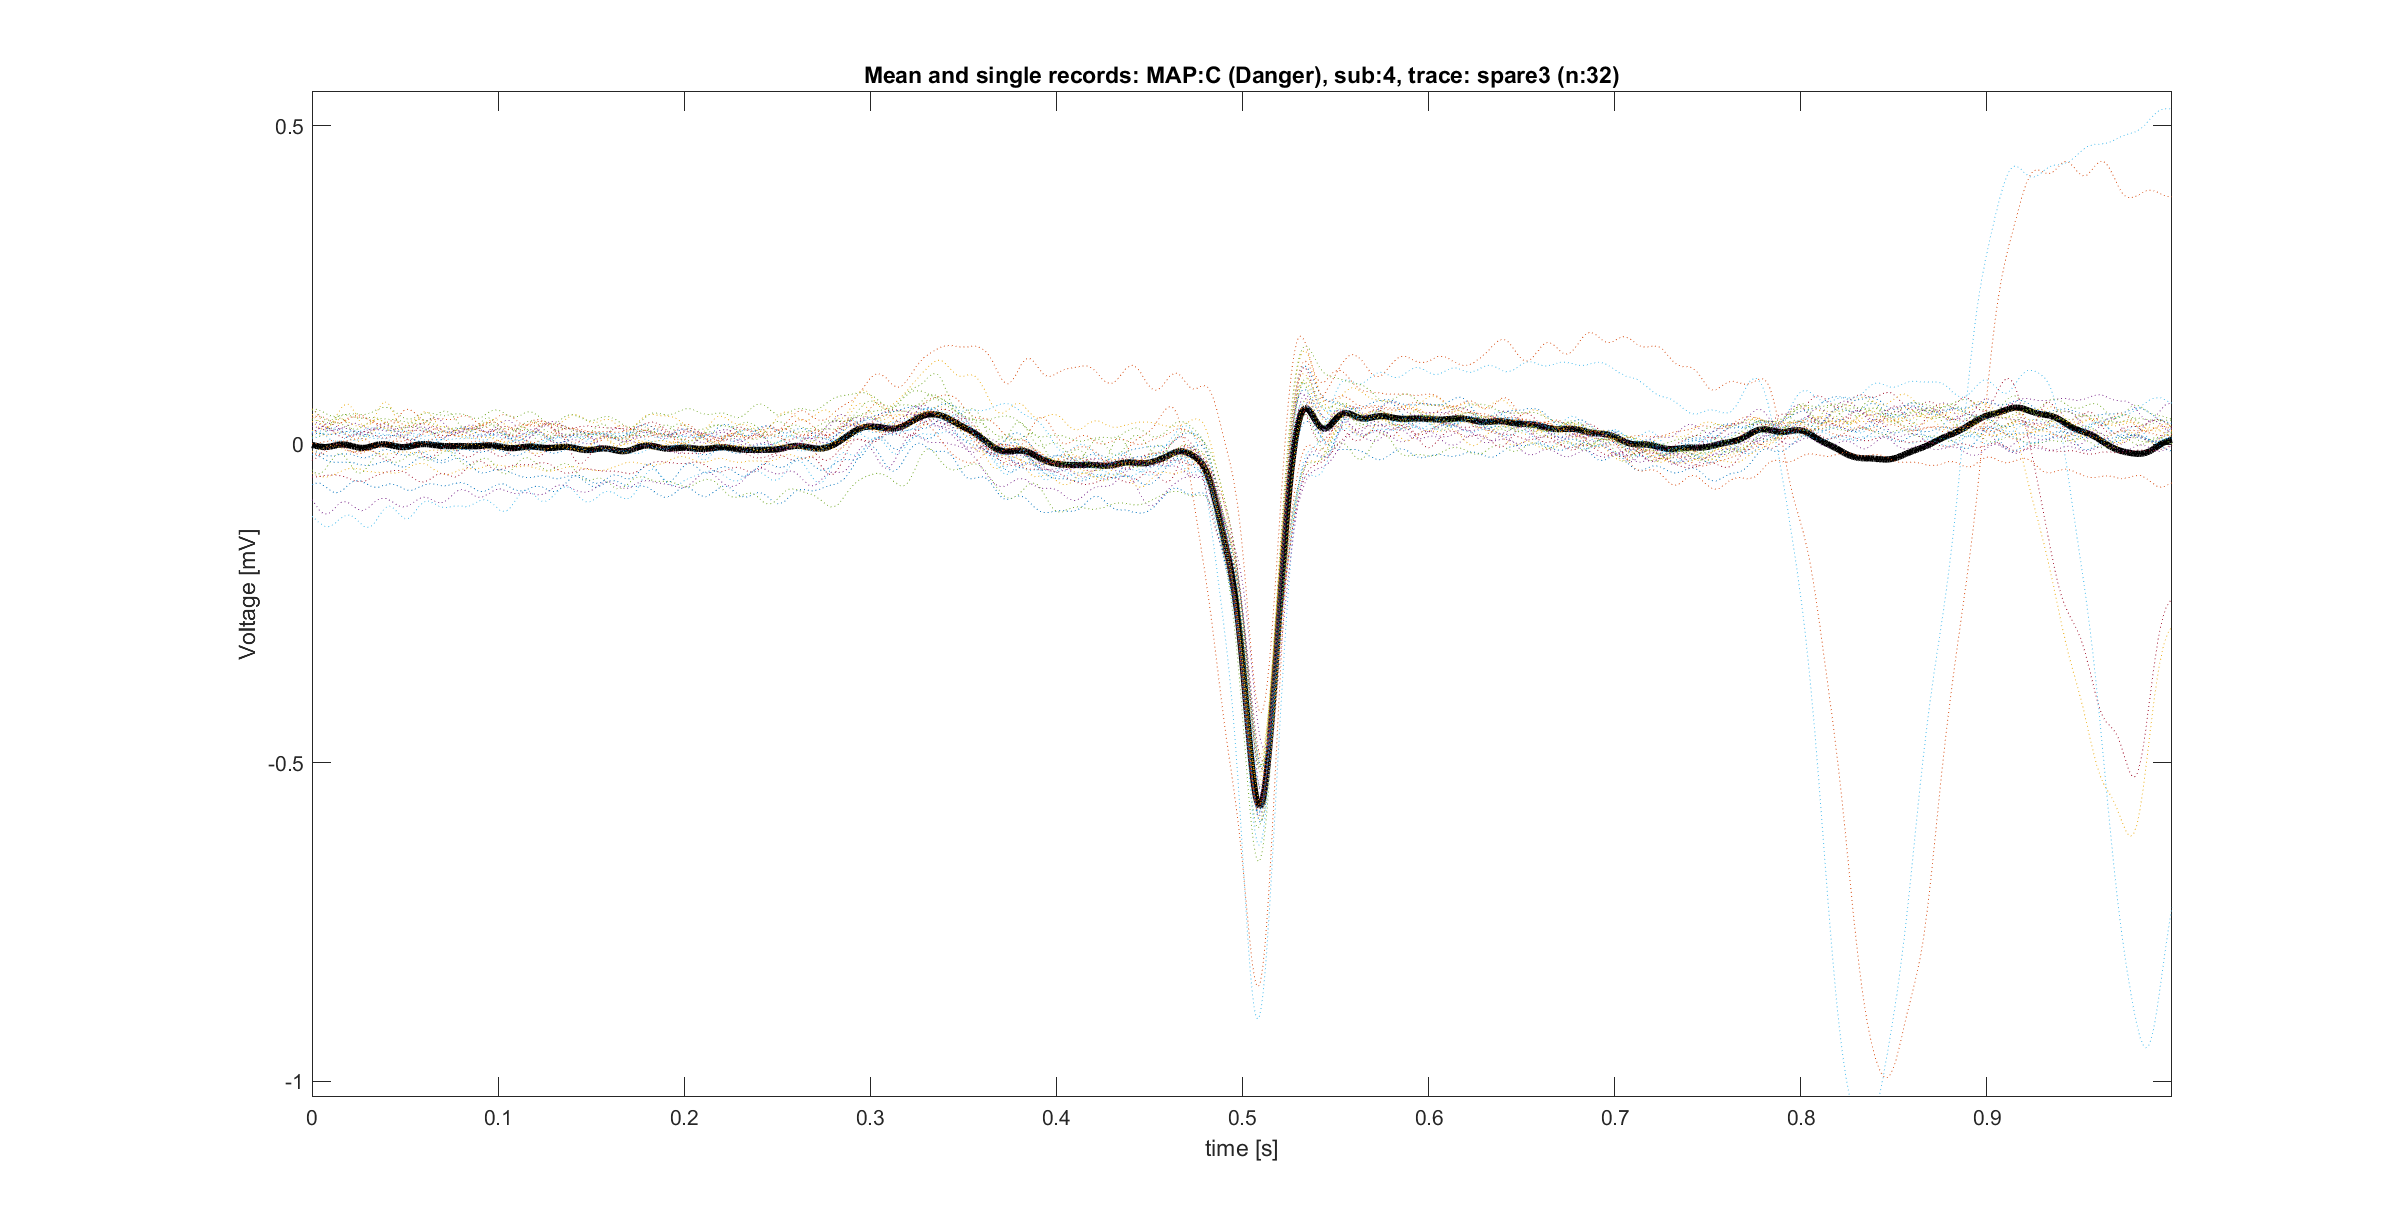 Mean and single records: MAP:C (Danger), sub:4, trace: spare3 (n:32)
0.5
0
-0.5
-1
Voltage [mV]
0 0.1 0.2 0.3 0.4 0.5 0.6 0.7 0.8 0.9
time [s]